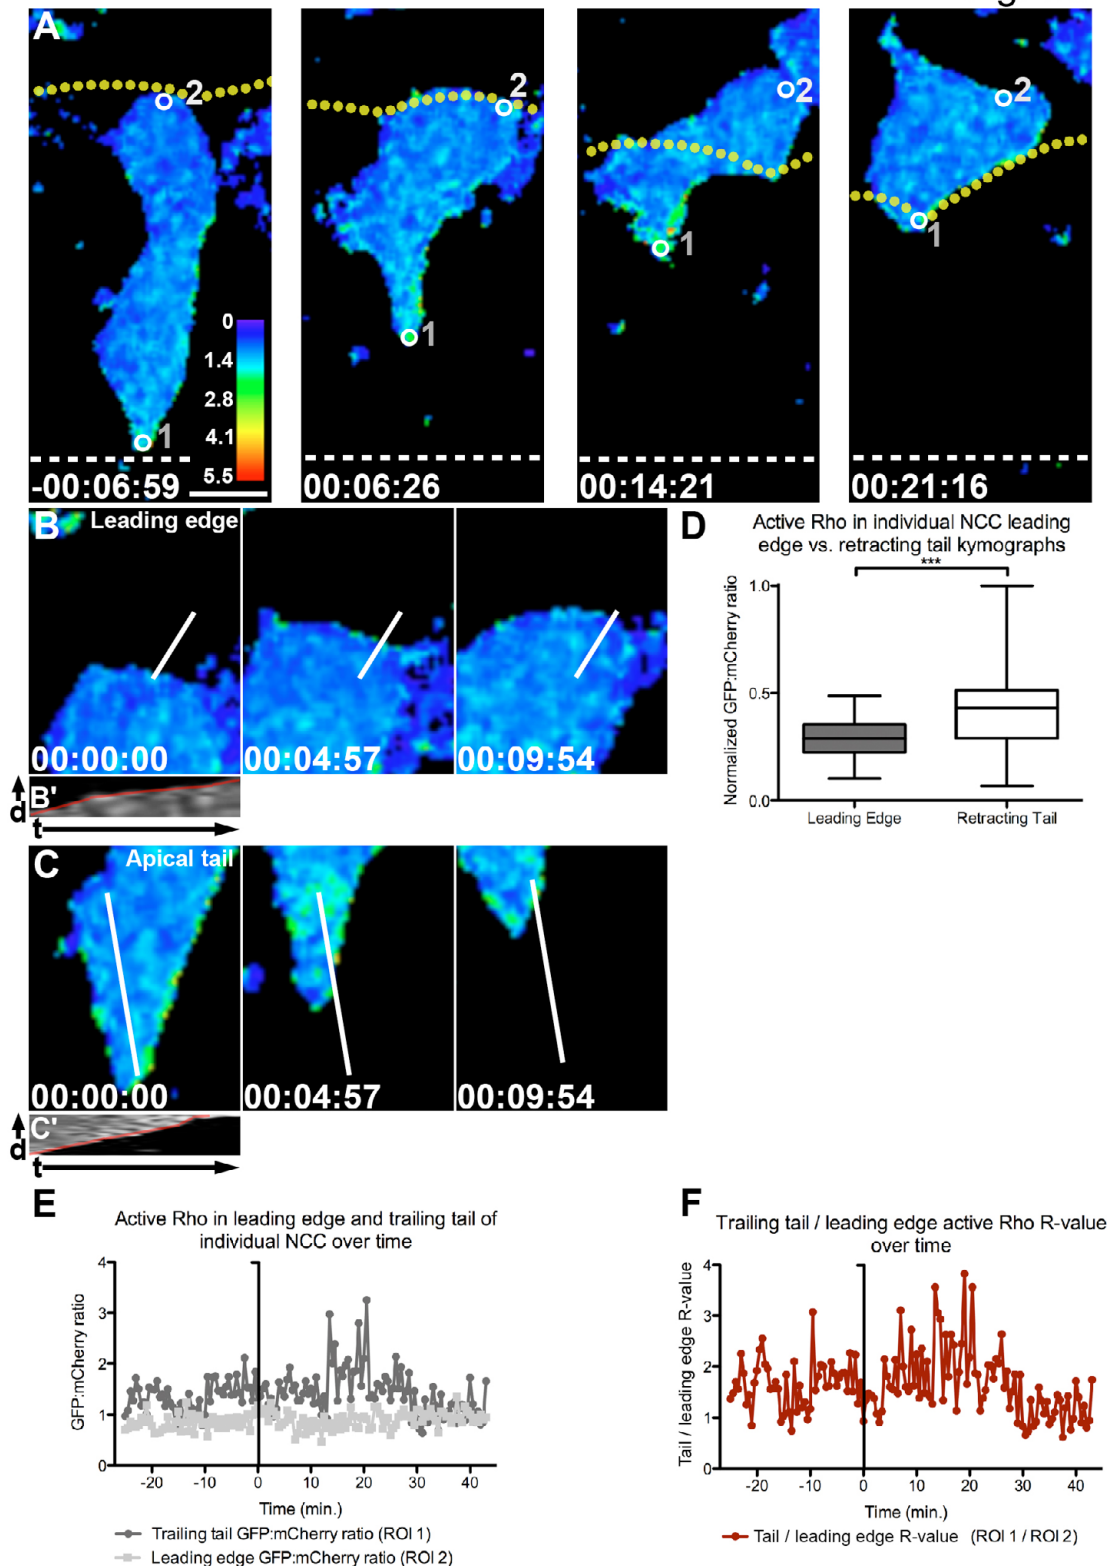 g
A
2
2
2
2
1
1
1
1
0
1.4
2.8
4.1
5.5
-00:06:59
00:06:26
00:14:21
00:21:16
B
Leading edge
00:00:00
00:04:57
00:09:54
B'
d
t
D
Active Rho in individual NCC leading
edge vs. retracting tail kymographs
***
Normalized GFP:mCherry ratio
1.0
0.5
0.0
Leading Edge
Retracting Tail
C
Apical tail
00:00:00
00:04:57
00:09:54
C'
d
t
E
Active Rho in leading edge and trailing tail of
individual NCC over time
GFP:mCherry ratio
4
3
2
1
0
-20 -10 0 10 20 30 40
Time (min.)
Trailing tail GFP:mCherry ratio (ROI 1)
Leading edge GFP:mCherry ratio (ROI 2)
F
Trailing tail / leading edge active Rho R-value
over time
Tail / leading edge R-value
4
3
2
1
0
-20 -10 0 10 20 30 40
Time (min.)
Tail / leading edge R-value (ROI 1 / ROI 2)